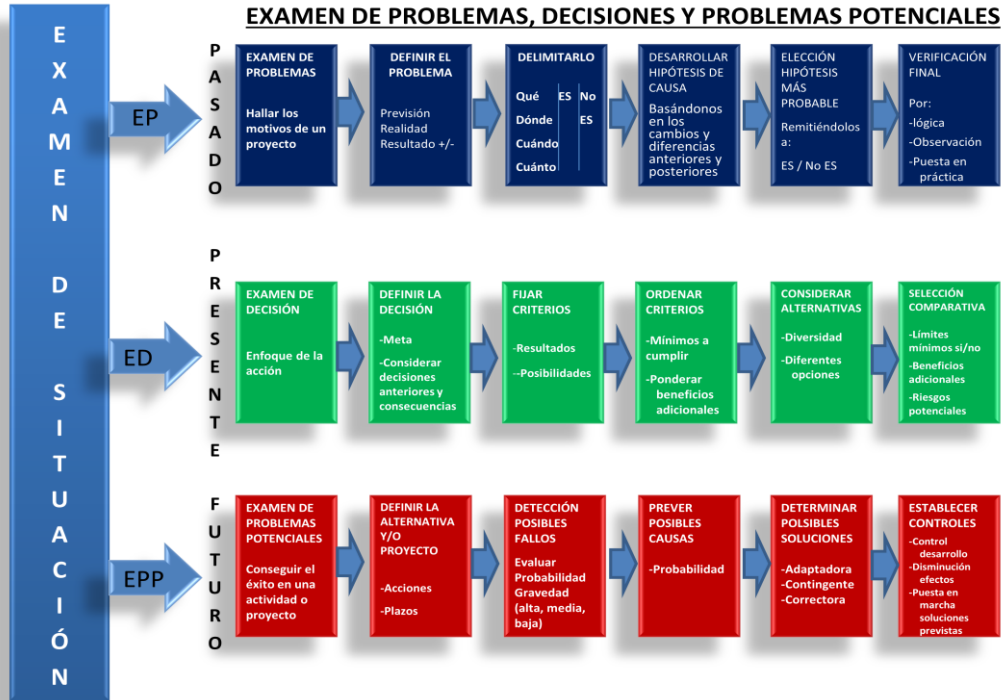 EXAMEN DE PROBLEMAS, DECISIONES Y PROBLEMAS POTENCIALES
EXAMEN DE SITUACIÓN
EP
PASADO
EXAMEN DE
PROBLEMAS
Hallar los
motivos de un
proyecto
DEFINIR EL
PROBLEMA
Previsión
Realidad
Resultado +/-
DELIMITARLO
Qué ES No
Dónde ES
Cuándo
Cuánto
DESARROLLAR
HIPÓTESIS DE
CAUSA
Basándonos
en los
cambios y
diferencias
anteriores y
posteriores
ELECCIÓN
HIPÓTESIS
MÁS
PROBABLE
Remitiéndolos
a:
ES / No ES
VERIFICACIÓN
FINAL
Por:
-lógica
-Observación
-Puesta en
práctica
ED
PRESENTE
EXAMEN DE
DECISIÓN
Enfoque de la
acción
DEFINIR LA
DECISIÓN
-Meta
-Considerar
decisiones
anteriores y
consecuencias
FIJAR
CRITERIOS
-Resultados
--Posibilidades
ORDENAR
CRITERIOS
-Mínimos a
cumplir
-Ponderar
beneficios
adicionales
CONSIDERAR
ALTERNATIVAS
-Diversidad
-Diferentes
opciones
SELECCIÓN
COMPARATIVA
-Límites
mínimos si/no
-Beneficios
adicionales
-Riesgos
potenciales
EPP
FUTURO
EXAMEN DE
PROBLEMAS
POTENCIALES
Conseguir el
éxito en una
actividad o
proyecto
DEFINIR LA
ALTERNATIVA
Y/O
PROYECTO
-Acciones
-Plazos
DETECCIÓN
POSIBLES
FALLOS
Evaluar
Probabilidad
Gravedad
(alta, media,
baja)
PREVER
POSIBLES
CAUSAS
-Probabilidad
DETERMINAR
POLSIBLES
SOLUCIONES
-Adaptadora
-Contingente
-Correctora
ESTABLECER
CONTROLES
-Control
desarrollo
-Disminución
efectos
-Puesta en
marcha
soluciones
previstas